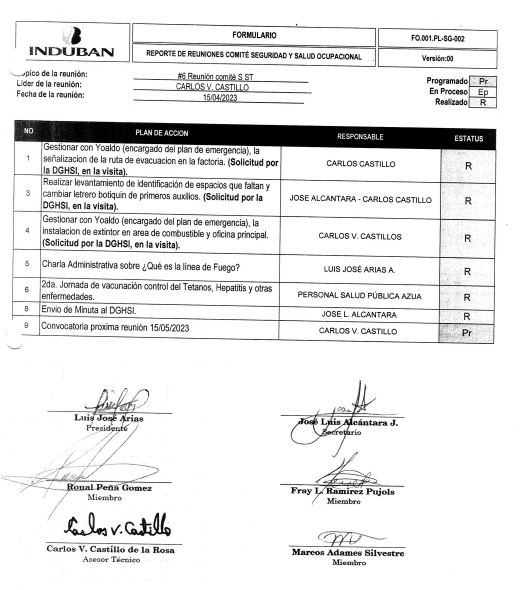 INDUBAN
FORMULARIO
FO.001.PL-SG-002
REPORTE DE REUNIONES COMITÉ SEGURIDAD Y SALUD OCUPACIONAL
Versión:00
pico de la reunión:
#6 Reunión comité S ST
Programado Pr
Líder de la reunión:
CARLOS V. CASTILLO
En Proceso Ep
Fecha de la reunión:
15/04/2023
Realizado R
NO PLAN DE ACCION RESPONSABLE ESTATUS
1 Gestionar con Yoaldo (encargado del plan de emergencia), la
señalización de la ruta de evacuacion en la factoria. (Solicitud por
la DGHSI, en la visita).
CARLOS CASTILLO R
3 Realizar levantamiento de identificación de espacios que faltan y
cambiar letrero botiquin de primeros auxilios. (Solicitud por la
DGHSI, en la visita).
JOSE ALCANTARA - CARLOS CASTILLO R
4 Gestionar con Yoaldo (encargado del plan de emergencia), la
instalacion de extintor en area de combustible y oficina principal.
(Solicitud por la DGHSI, en la visita).
CARLOS V. CASTILLOS R
5 Charla Administrativa sobre ¿Qué es la línea de Fuego? LUIS JOSÉ ARIAS A. R
6 2da. Jornada de vacunación control del Tetanos, Hepatitis y otras
enfermedades.
PERSONAL SALUD PÚBLICA AZUA R
8 Envio de Minuta al DGHSI. JOSE L. ALCANTARA R
9 Convocatoria proxima reunión 15/05/2023 CARLOS V. CASTILLO Pr
Luis José Arias
Presidente
José Luis Alcántara J.
Secretario
Ronal Peña Gomez
Miembro
Fray L. Ramirez Pujols
Miembro
Carlos V. Castillo
Carlos V. Castillo de la Rosa
Asesor Técnico
Marcos Adames Silvestre
Miembro